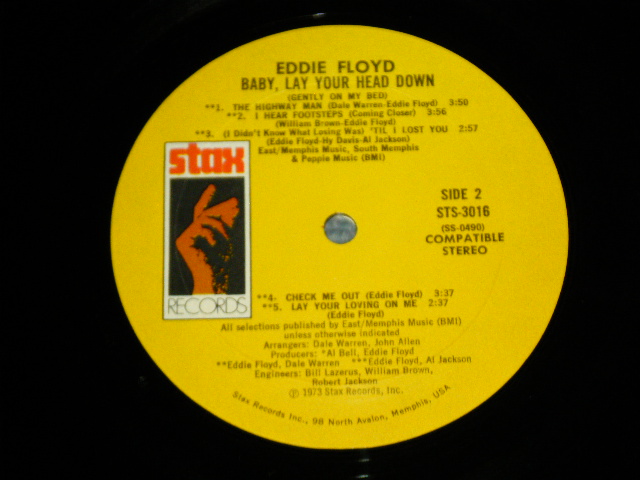 EDDIE FLOYD
BABY, LAY YOUR HEAD DOWN
(GENTLY ON MY BED)
**1. THE HIGHWAY MAN (Dale Warren-Eddie Floyd) 3:50
**2. I HEAR FOOTSTEPS (Coming Closer) 3:56
(William Brown-Eddie Floyd)
**3. (I Didn't Know What Losing Was) 'TIL I LOST YOU 2:57
(Eddie Floyd-Hy Davis-Al Jackson)
East/Memphis Music, South Memphis
& Peppie Music (BMI)
stax
RECORDS
SIDE 2
STS-3016
(SS-0490)
COMPATIBLE
STEREO
**4. CHECK ME OUT (Eddie Floyd) 3:37
**5. LAY YOUR LOVING ON ME 2:37
(Eddie Floyd)
All selections published by East/Memphis Music (BMI)
unless otherwise indicated
Arrangers: Dale Warren, John Allen
Producers: *Al Bell, Eddie Floyd
**Eddie Floyd, Dale Warren ***Eddie Floyd, Al Jackson
Engineers: Bill Lazerus, William Brown,
Robert Jackson
Ⓟ 1973 Stax Records, Inc.
Stax Records Inc., 98 North Avalon, Memphis, USA